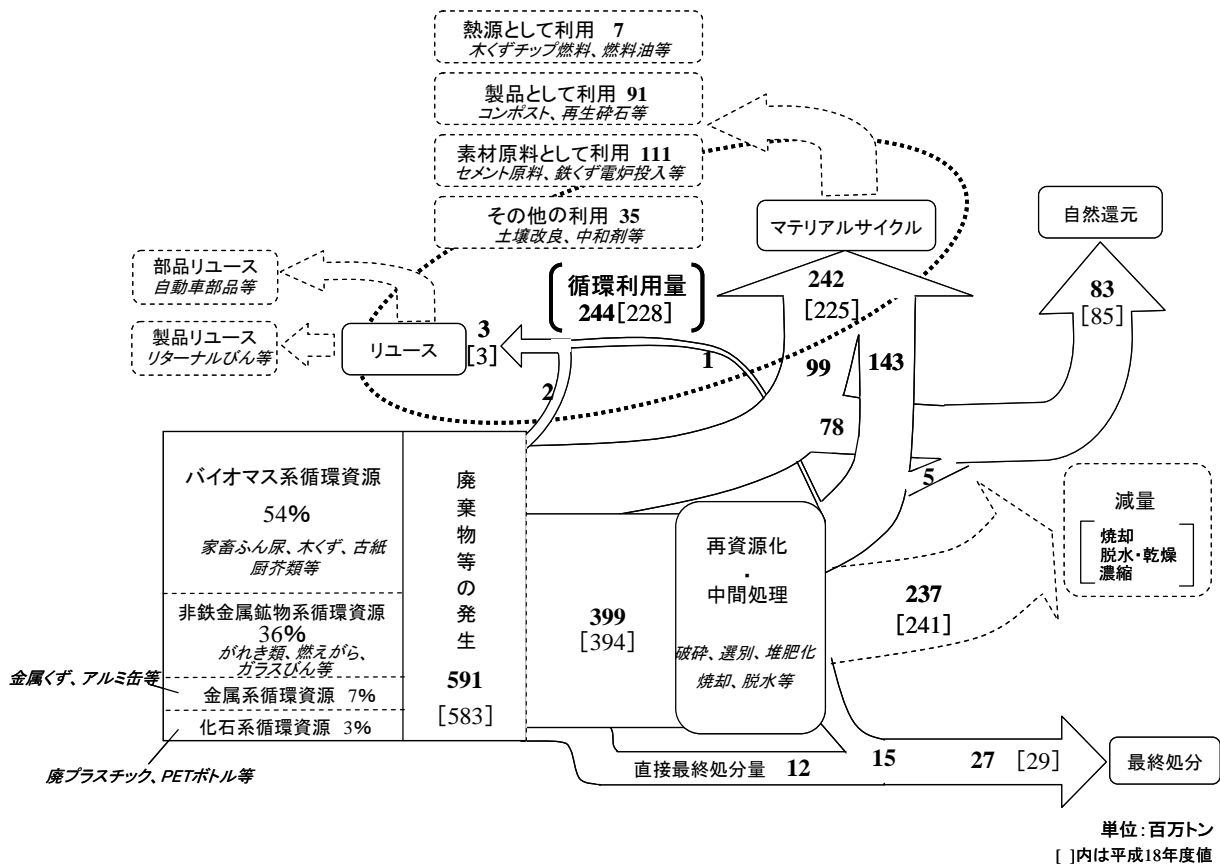 熱源として利用 7
木くずチップ燃料、燃料油等
製品として利用 91
コンポスト、再生砕石等
素材原料として利用 111
セメント原料、鉄くず電炉投入等
その他の利用 35
土壌改良、中和剤等
マテリアルサイクル
自然還元
部品リユース
自動車部品等
製品リユース
リターナルびん等
リユース
3
[3]
循環利用量
244[228]
242
[225]
83
[85]
1
2
99
143
78
5
バイオマス系循環資源
54%
家畜ふん尿、木くず、古紙
厨芥類等
非鉄金属鉱物系循環資源
36%
がれき類、燃えがら、
ガラスびん等
金属くず、アルミ缶等
金属系循環資源 7%
化石系循環資源 3%
廃プラスチック、PETボトル等
廃棄物等の発生
591
[583]
399
[394]
再資源化
・
中間処理
破砕、選別、堆肥化
焼却、脱水等
237
[241]
減量
焼却
脱水・乾燥
濃縮
直接最終処分量 12
15
27 [29]
最終処分
単位:百万トン
[ ]内は平成18年度値